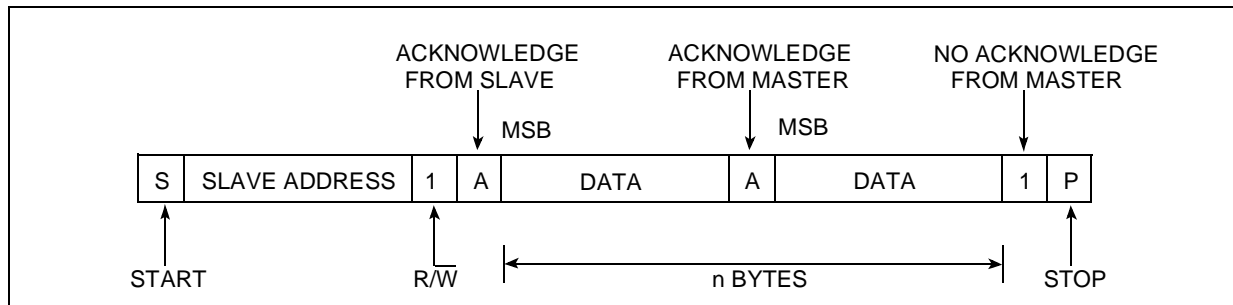 ACKNOWLEDGE
FROM SLAVE
ACKNOWLEDGE
FROM MASTER
NO ACKNOWLEDGE
FROM MASTER
MSB
MSB
S SLAVE ADDRESS 1 A DATA A DATA 1 P
START
R/W̅
n BYTES
STOP